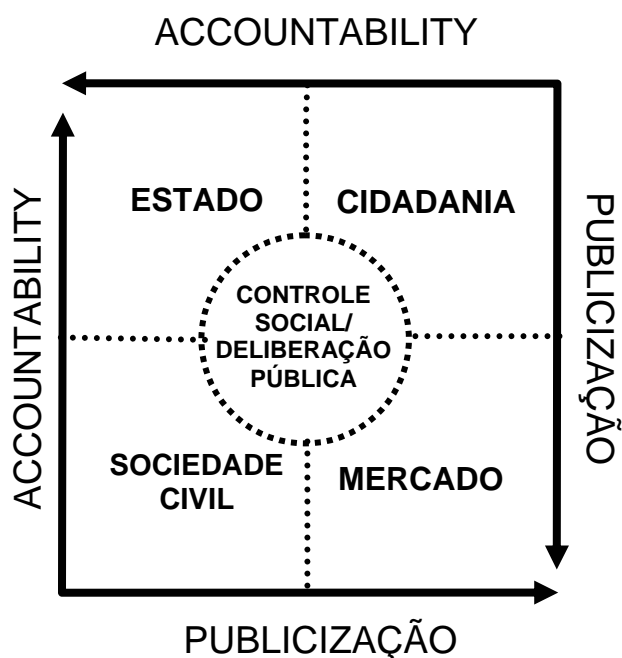 ACCOUNTABILITY
ACCOUNTABILITY
ESTADO
CIDADANIA
PUBLICIZAÇÃO
CONTROLE
SOCIAL/
DELIBERAÇÃO
PÚBLICA
SOCIEDADE
CIVIL
MERCADO
PUBLICIZAÇÃO